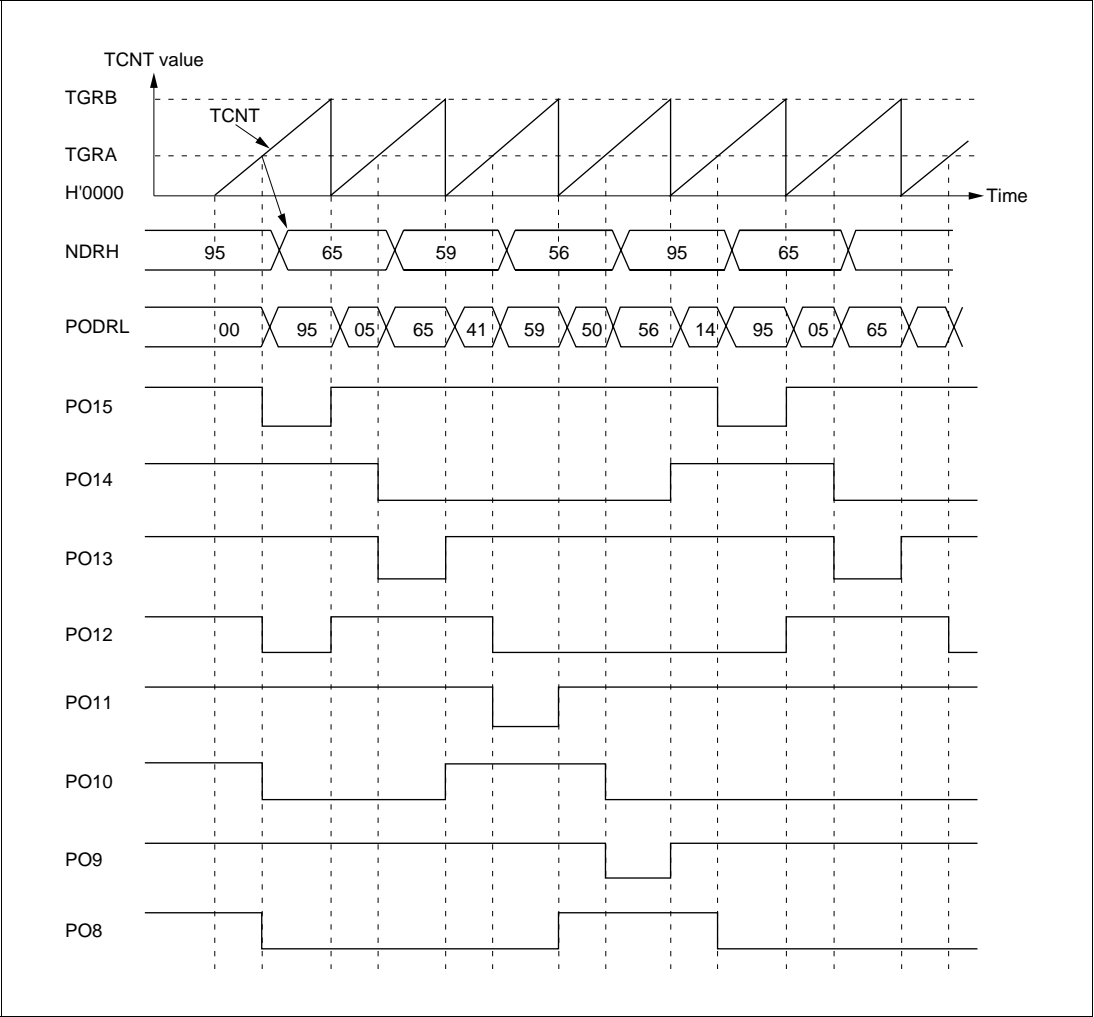 TCNT value
TGRB
TCNT
TGRA
H'0000
Time
NDRH 95 65 59 56 95 65
PODRL 00 95 05 65 41 59 50 56 14 95 05 65
PO15
PO14
PO13
PO12
PO11
PO10
PO9
PO8